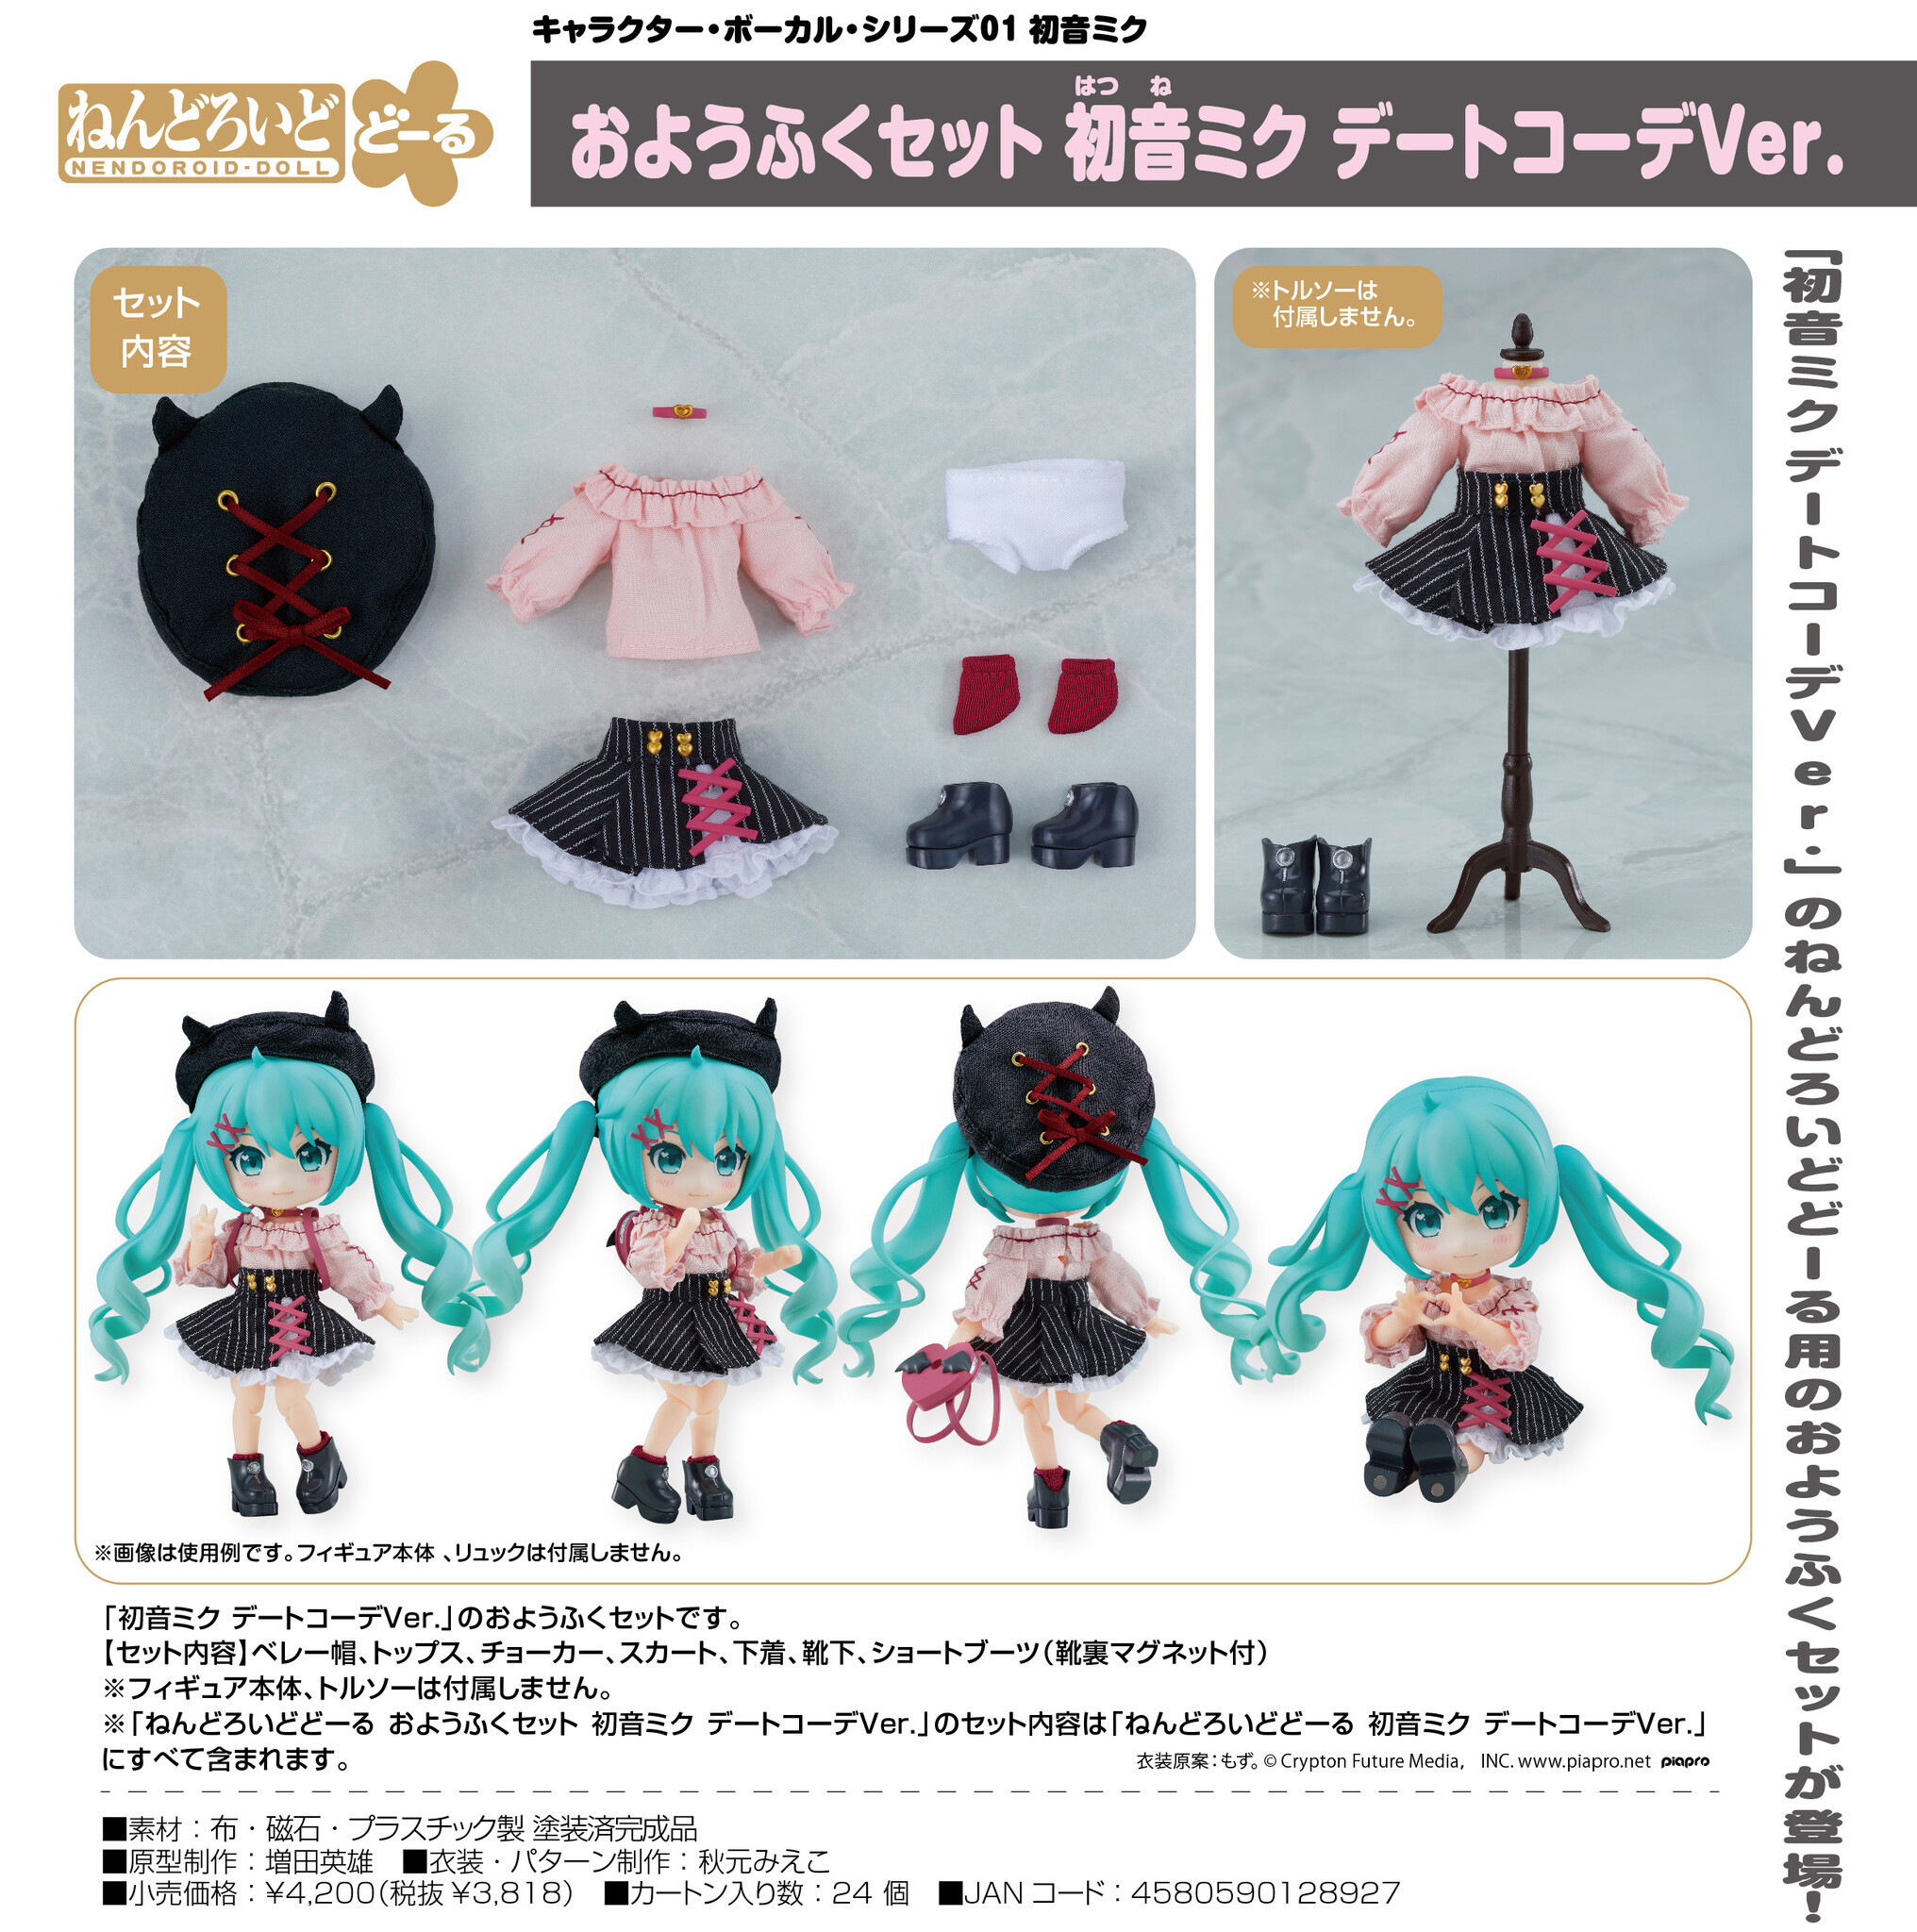 キャラクター・ボーカル・シリーズ01 初音ミク
ねんどろいど
どーる
NENDOROID-DOLL
はつ ね
おようふくセット 初音ミク デートコーデVer.
セット
内容
※トルソーは
付属しません。
「初音ミク デートコーデVer.」のねんどろいどどーる用のおようふくセットが登場!
※画像は使用例です。フィギュア本体 、リュックは付属しません。
「初音ミク デートコーデVer.」のおようふくセットです。
【セット内容】ベレー帽、トップス、チョーカー、スカート、下着、靴下、ショートブーツ（靴裏マグネット付）
※フィギュア本体、トルソーは付属しません。
※「ねんどろいどどーる おようふくセット 初音ミク デートコーデVer.」のセット内容は「ねんどろいどどーる 初音ミク デートコーデVer.」
にすべて含まれます。
衣装原案：もず。 © Crypton Future Media, INC. www.piapro.net piapro
■素材：布・磁石・プラスチック製 塗装済完成品
■原型制作：増田英雄 ■衣装・パターン制作：秋元みえこ
■小売価格：¥4,200（税抜 ¥3,818） ■カートン入り数：24 個 ■JAN コード：4580590128927